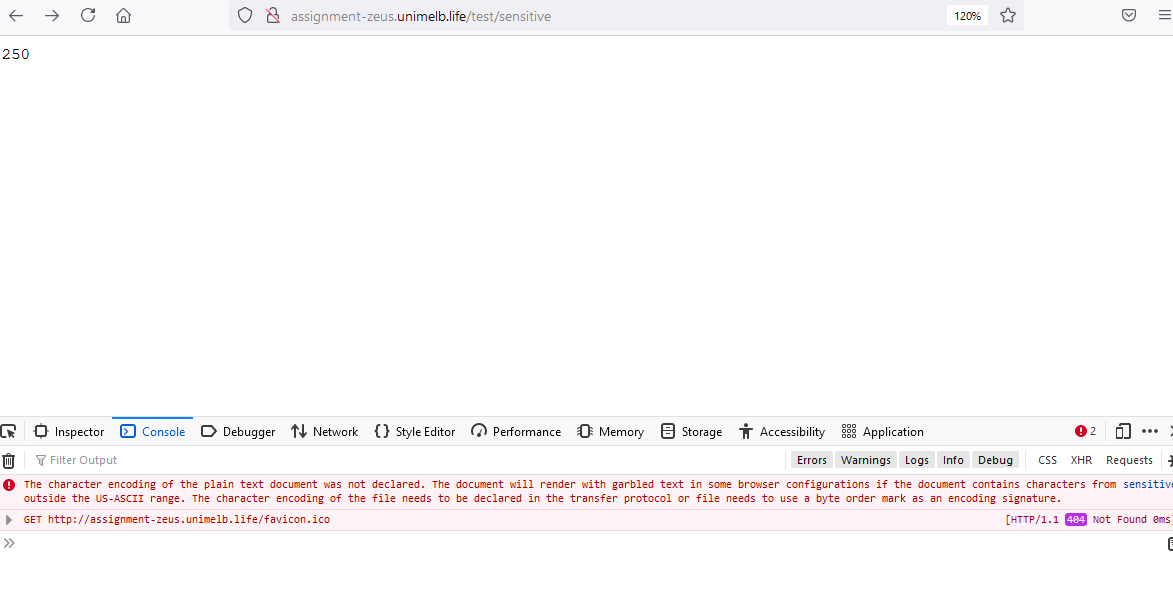 assignment-zeus.unimelb.life/test/sensitive 120%
250
Inspector Console Debugger Network Style Editor Performance Memory Storage Accessibility Application 2
Filter Output Errors Warnings Logs Info Debug CSS XHR Requests
The character encoding of the plain text document was not declared. The document will render with garbled text in some browser configurations if the document contains characters from sensitive
outside the US-ASCII range. The character encoding of the file needs to be declared in the transfer protocol or file needs to use a byte order mark as an encoding signature.
GET http://assignment-zeus.unimelb.life/favicon.ico [HTTP/1.1 404 Not Found 0ms]